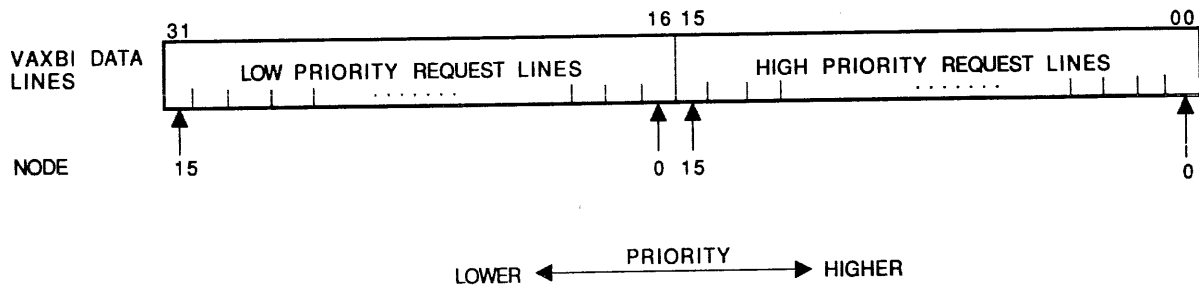 31 16 15 00
VAXBI DATA
LINES
LOW PRIORITY REQUEST LINES
HIGH PRIORITY REQUEST LINES
.......
.......
NODE 15 0 15 0
PRIORITY
LOWER HIGHER